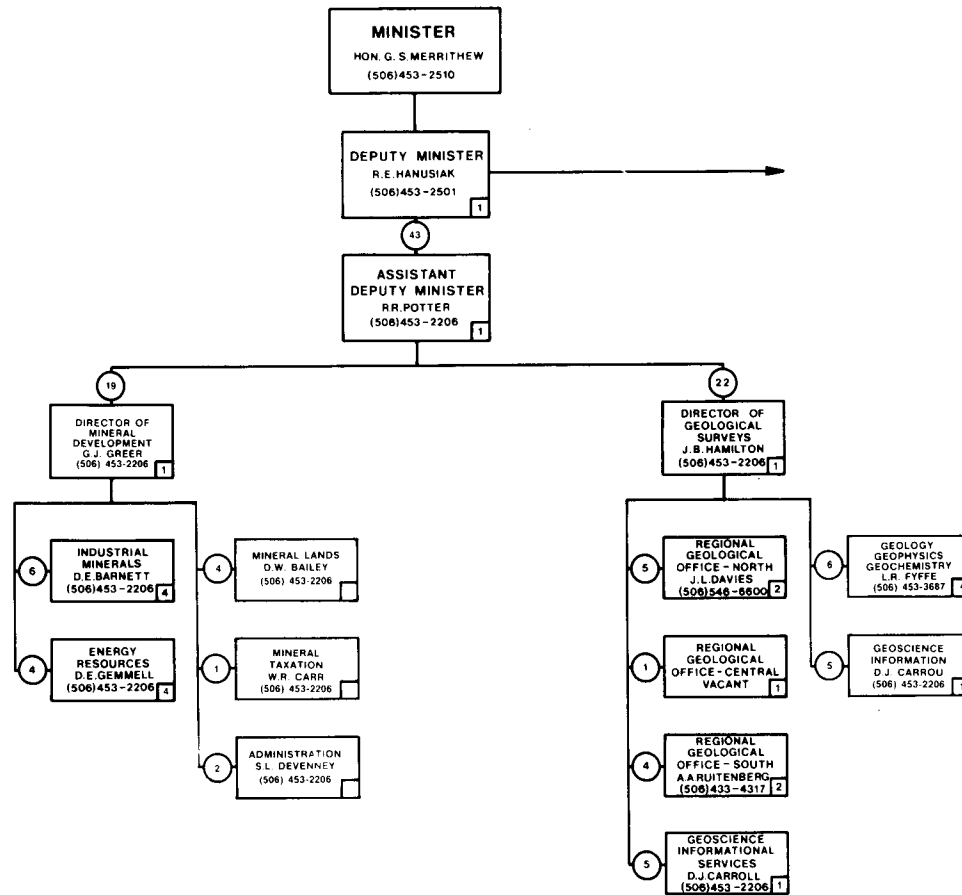 MINISTER
HON. G. S. MERRITHEW
(506) 453-2510
DEPUTY MINISTER
R.E. HANUSIAK
(506) 453-2501
1
43
ASSISTANT
DEPUTY MINISTER
R.R. POTTER
(506) 453-2206
1
19
DIRECTOR OF
MINERAL
DEVELOPMENT
G.J. GREER
(506) 453-2206
1
6
INDUSTRIAL
MINERALS
D.E. BARNETT
(506) 453-2206
4
4
ENERGY
RESOURCES
D.E. GEMMELL
(506) 453-2206
4
4
MINERAL LANDS
D.W. BAILEY
(506) 453-2206
1
MINERAL
TAXATION
W.R. CARR
(506) 453-2206
2
ADMINISTRATION
S.L. DEVENNEY
(506) 453-2206
22
DIRECTOR OF
GEOLOGICAL
SURVEYS
J.B. HAMILTON
(506) 453-2206
1
5
REGIONAL
GEOLOGICAL
OFFICE - NORTH
J.L. DAVIES
(506) 546-6600
2
1
REGIONAL
GEOLOGICAL
OFFICE - CENTRAL
VACANT
1
4
REGIONAL
GEOLOGICAL
OFFICE - SOUTH
A.A. RUITENBERG
(506) 433-4317
2
5
GEOSCIENCE
INFORMATIONAL
SERVICES
D.J. CARROLL
(506) 453-2206
1
6
GEOLOGY
GEOPHYSICS
GEOCHEMISTRY
L.R. FYFFE
(506) 453-3687
5
GEOSCIENCE
INFORMATION
D.J. CARROU
(506) 453-2206